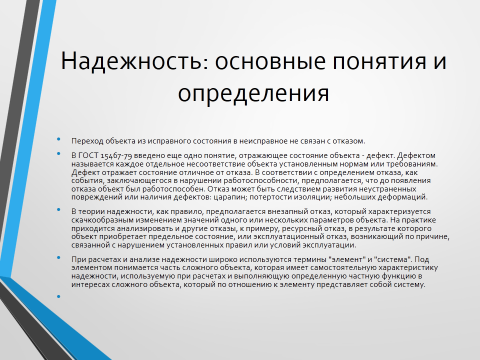 Надежность: основные понятия и
определения
Переход объекта из исправного состояния в неисправное не связан с отказом.
В ГОСТ 15467-79 введено еще одно понятие, отражающее состояние объекта - дефект. Дефектом
называется каждое отдельное несоответствие объекта установленным нормам или требованиям.
Дефект отражает состояние отличное от отказа. В соответствии с определением отказа, как
события, заключающегося в нарушении работоспособности, предполагается, что до появления
отказа объект был работоспособен. Отказ может быть следствием развития неустраненных
повреждений или наличия дефектов: царапин; потертости изоляции; небольших деформаций.
В теории надежности, как правило, предполагается внезапный отказ, который характеризуется
скачкообразным изменением значений одного или нескольких параметров объекта. На практике
приходится анализировать и другие отказы, к примеру, ресурсный отказ, в результате которого
объект приобретает предельное состояние, или эксплуатационный отказ, возникающий по причине,
связанной с нарушением установленных правил или условий эксплуатации.
При расчетах и анализе надежности широко используются термины "элемент" и "система". Под
элементом понимается часть сложного объекта, которая имеет самостоятельную характеристику
надежности, используемую при расчетах и выполняющую определенную частную функцию в
интересах сложного объекта, который по отношению к элементу представляет собой систему.